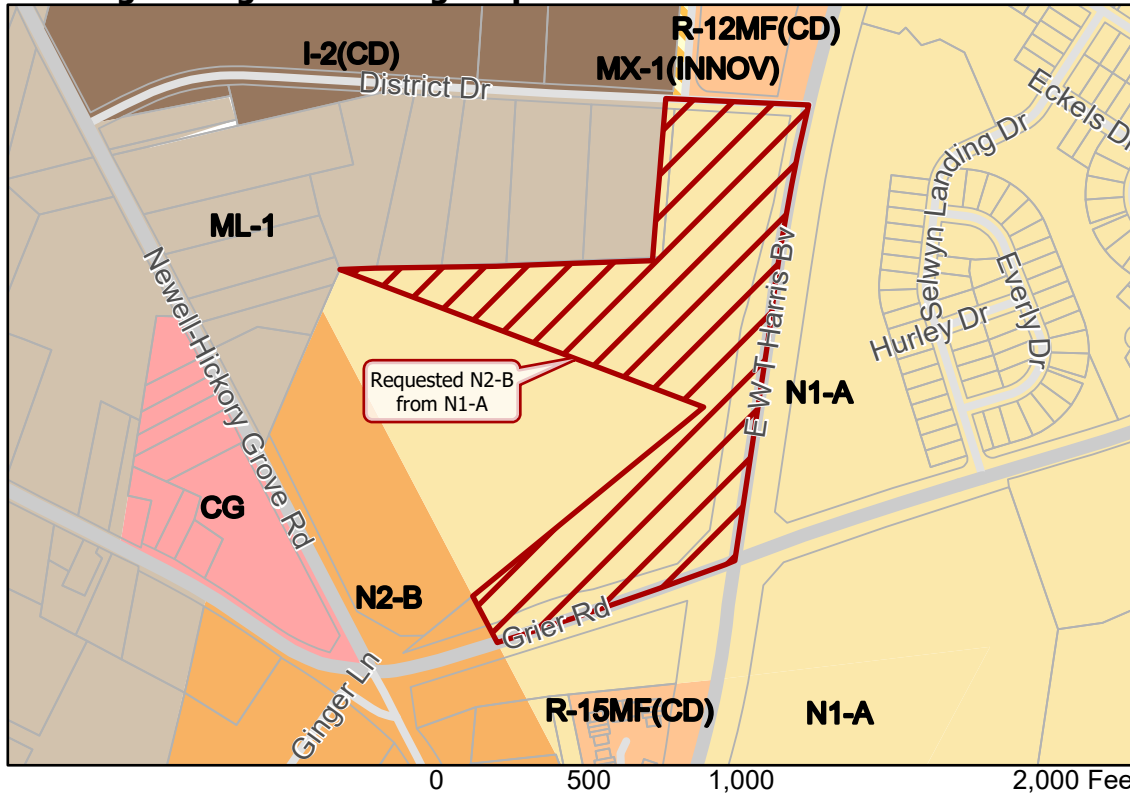 R-12MF(CD)
I-2(CD)
MX-1(INNOV)
District Dr
Eckels Dr
Selwyn Landing Dr
ML-1
Everly Dr
Hurley Dr
E W T Harris Bv
Newell-Hickory Grove Rd
Requested N2-B
from N1-A
N1-A
CG
N2-B
Grier Rd
Ginger Ln
R-15MF(CD)
N1-A
0 500 1,000 2,000 Fee